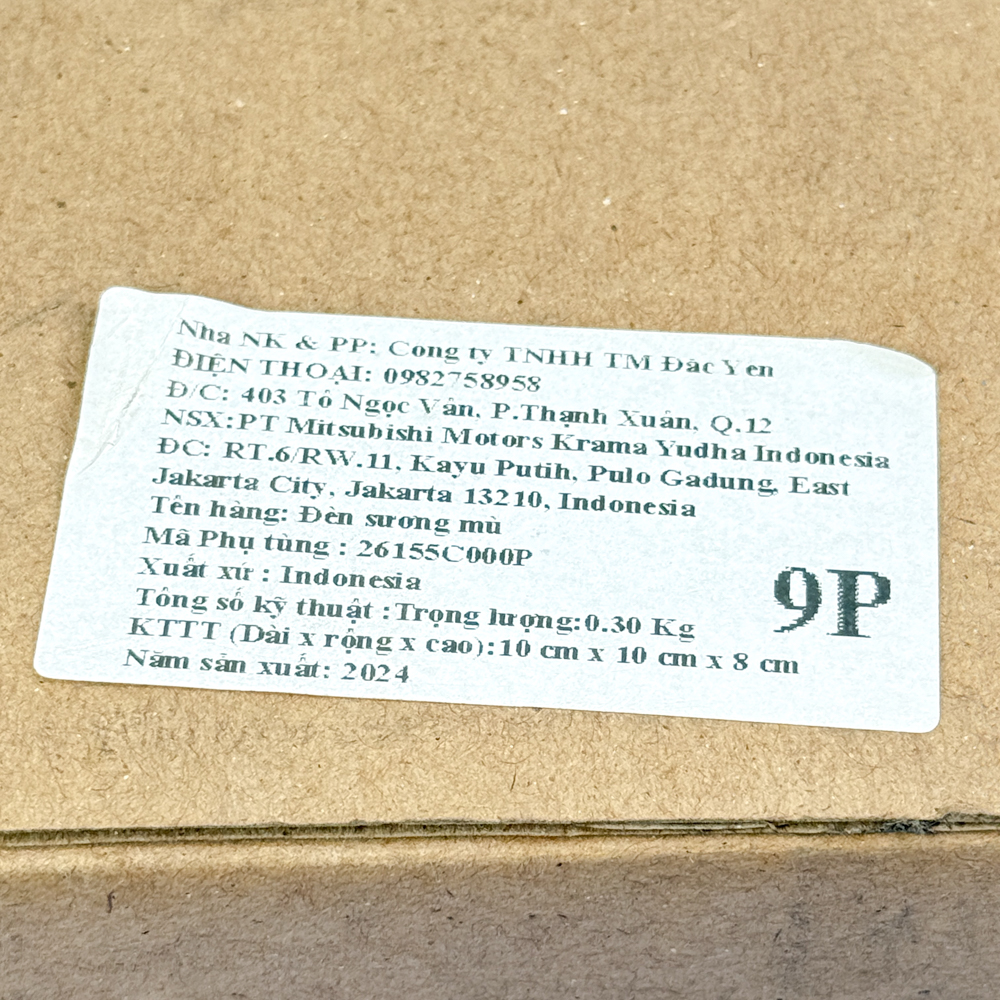 Nhà NK & PP: Công ty TNHH TM Đắc Yến
ĐIỆN THOẠI: 0982758958
Đ/C: 403 Tô Ngọc Vân, P.Thạnh Xuân, Q.12
NSX:PT Mitsubishi Motors Krama Yudha Indonesia
ĐC: RT.6/RW.11, Kayu Putih, Pulo Gadung, East
Jakarta City, Jakarta 13210, Indonesia
Tên hàng: Đèn sương mù
Mã Phụ tùng : 26155C000P
Xuất xứ : Indonesia
Tông số kỹ thuật :Trọng lượng:0.30 Kg
KTTT (Dài x rộng x cao):10 cm x 10 cm x 8 cm
Năm sản xuất: 2024
9P